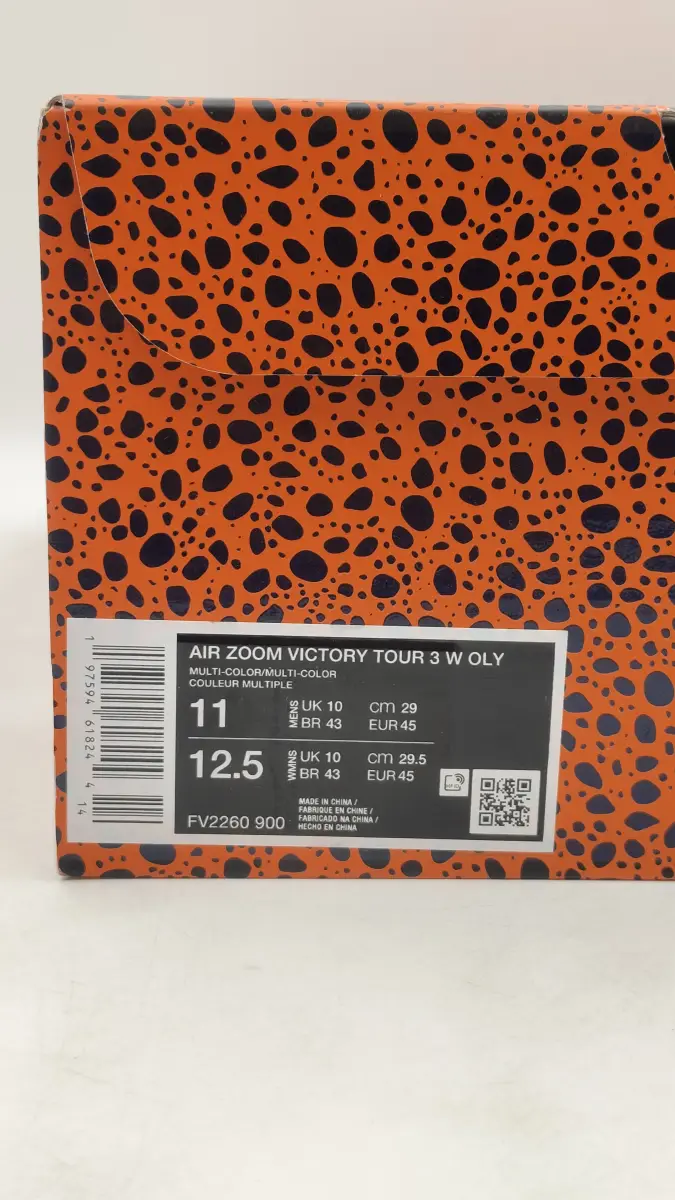 AIR ZOOM VICTORY TOUR 3 W OLY
MULTI-COLOR/MULTI-COLOR
COULEUR MULTIPLE
11 MENS UK 10 cm 29
BR 43 EUR 45
12.5 WMNS UK 10 cm 29.5
BR 43 EUR 45
FV2260 900
MADE IN CHINA /
FABRIQUE EN CHINE /
FABRICADO NA CHINA /
HECHO EN CHINA
1 97594 61824 4 14